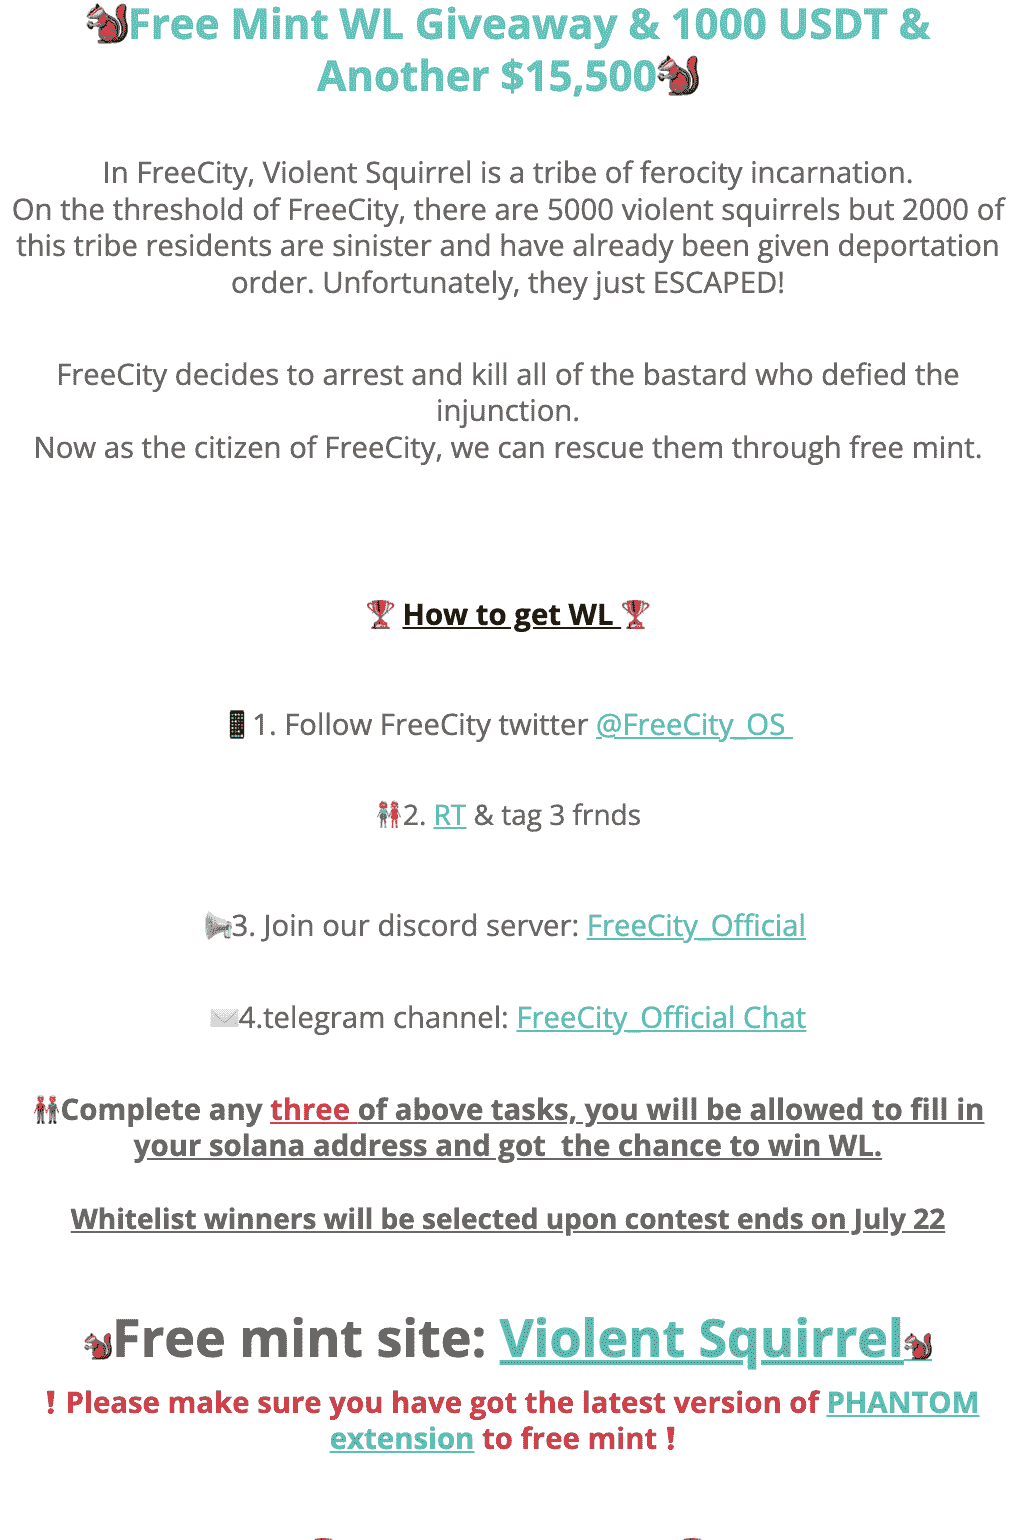 🐿️Free Mint WL Giveaway & 1000 USDT &
Another $15,500🐿️
In FreeCity, Violent Squirrel is a tribe of ferocity incarnation.
On the threshold of FreeCity, there are 5000 violent squirrels but 2000 of
this tribe residents are sinister and have already been given deportation
order. Unfortunately, they just ESCAPED!
FreeCity decides to arrest and kill all of the bastard who defied the
injunction.
Now as the citizen of FreeCity, we can rescue them through free mint.
🏆 How to get WL 🏆
📱1. Follow FreeCity twitter @FreeCity_OS
👫2. RT & tag 3 frnds
📢3. Join our discord server: FreeCity_Official
✉️4.telegram channel: FreeCity_Official Chat
👬Complete any three of above tasks, you will be allowed to fill in
your solana address and got  the chance to win WL.
Whitelist winners will be selected upon contest ends on July 22
🐿️Free mint site: Violent Squirrel🐿️
❗Please make sure you have got the latest version of PHANTOM
extension to free mint❗